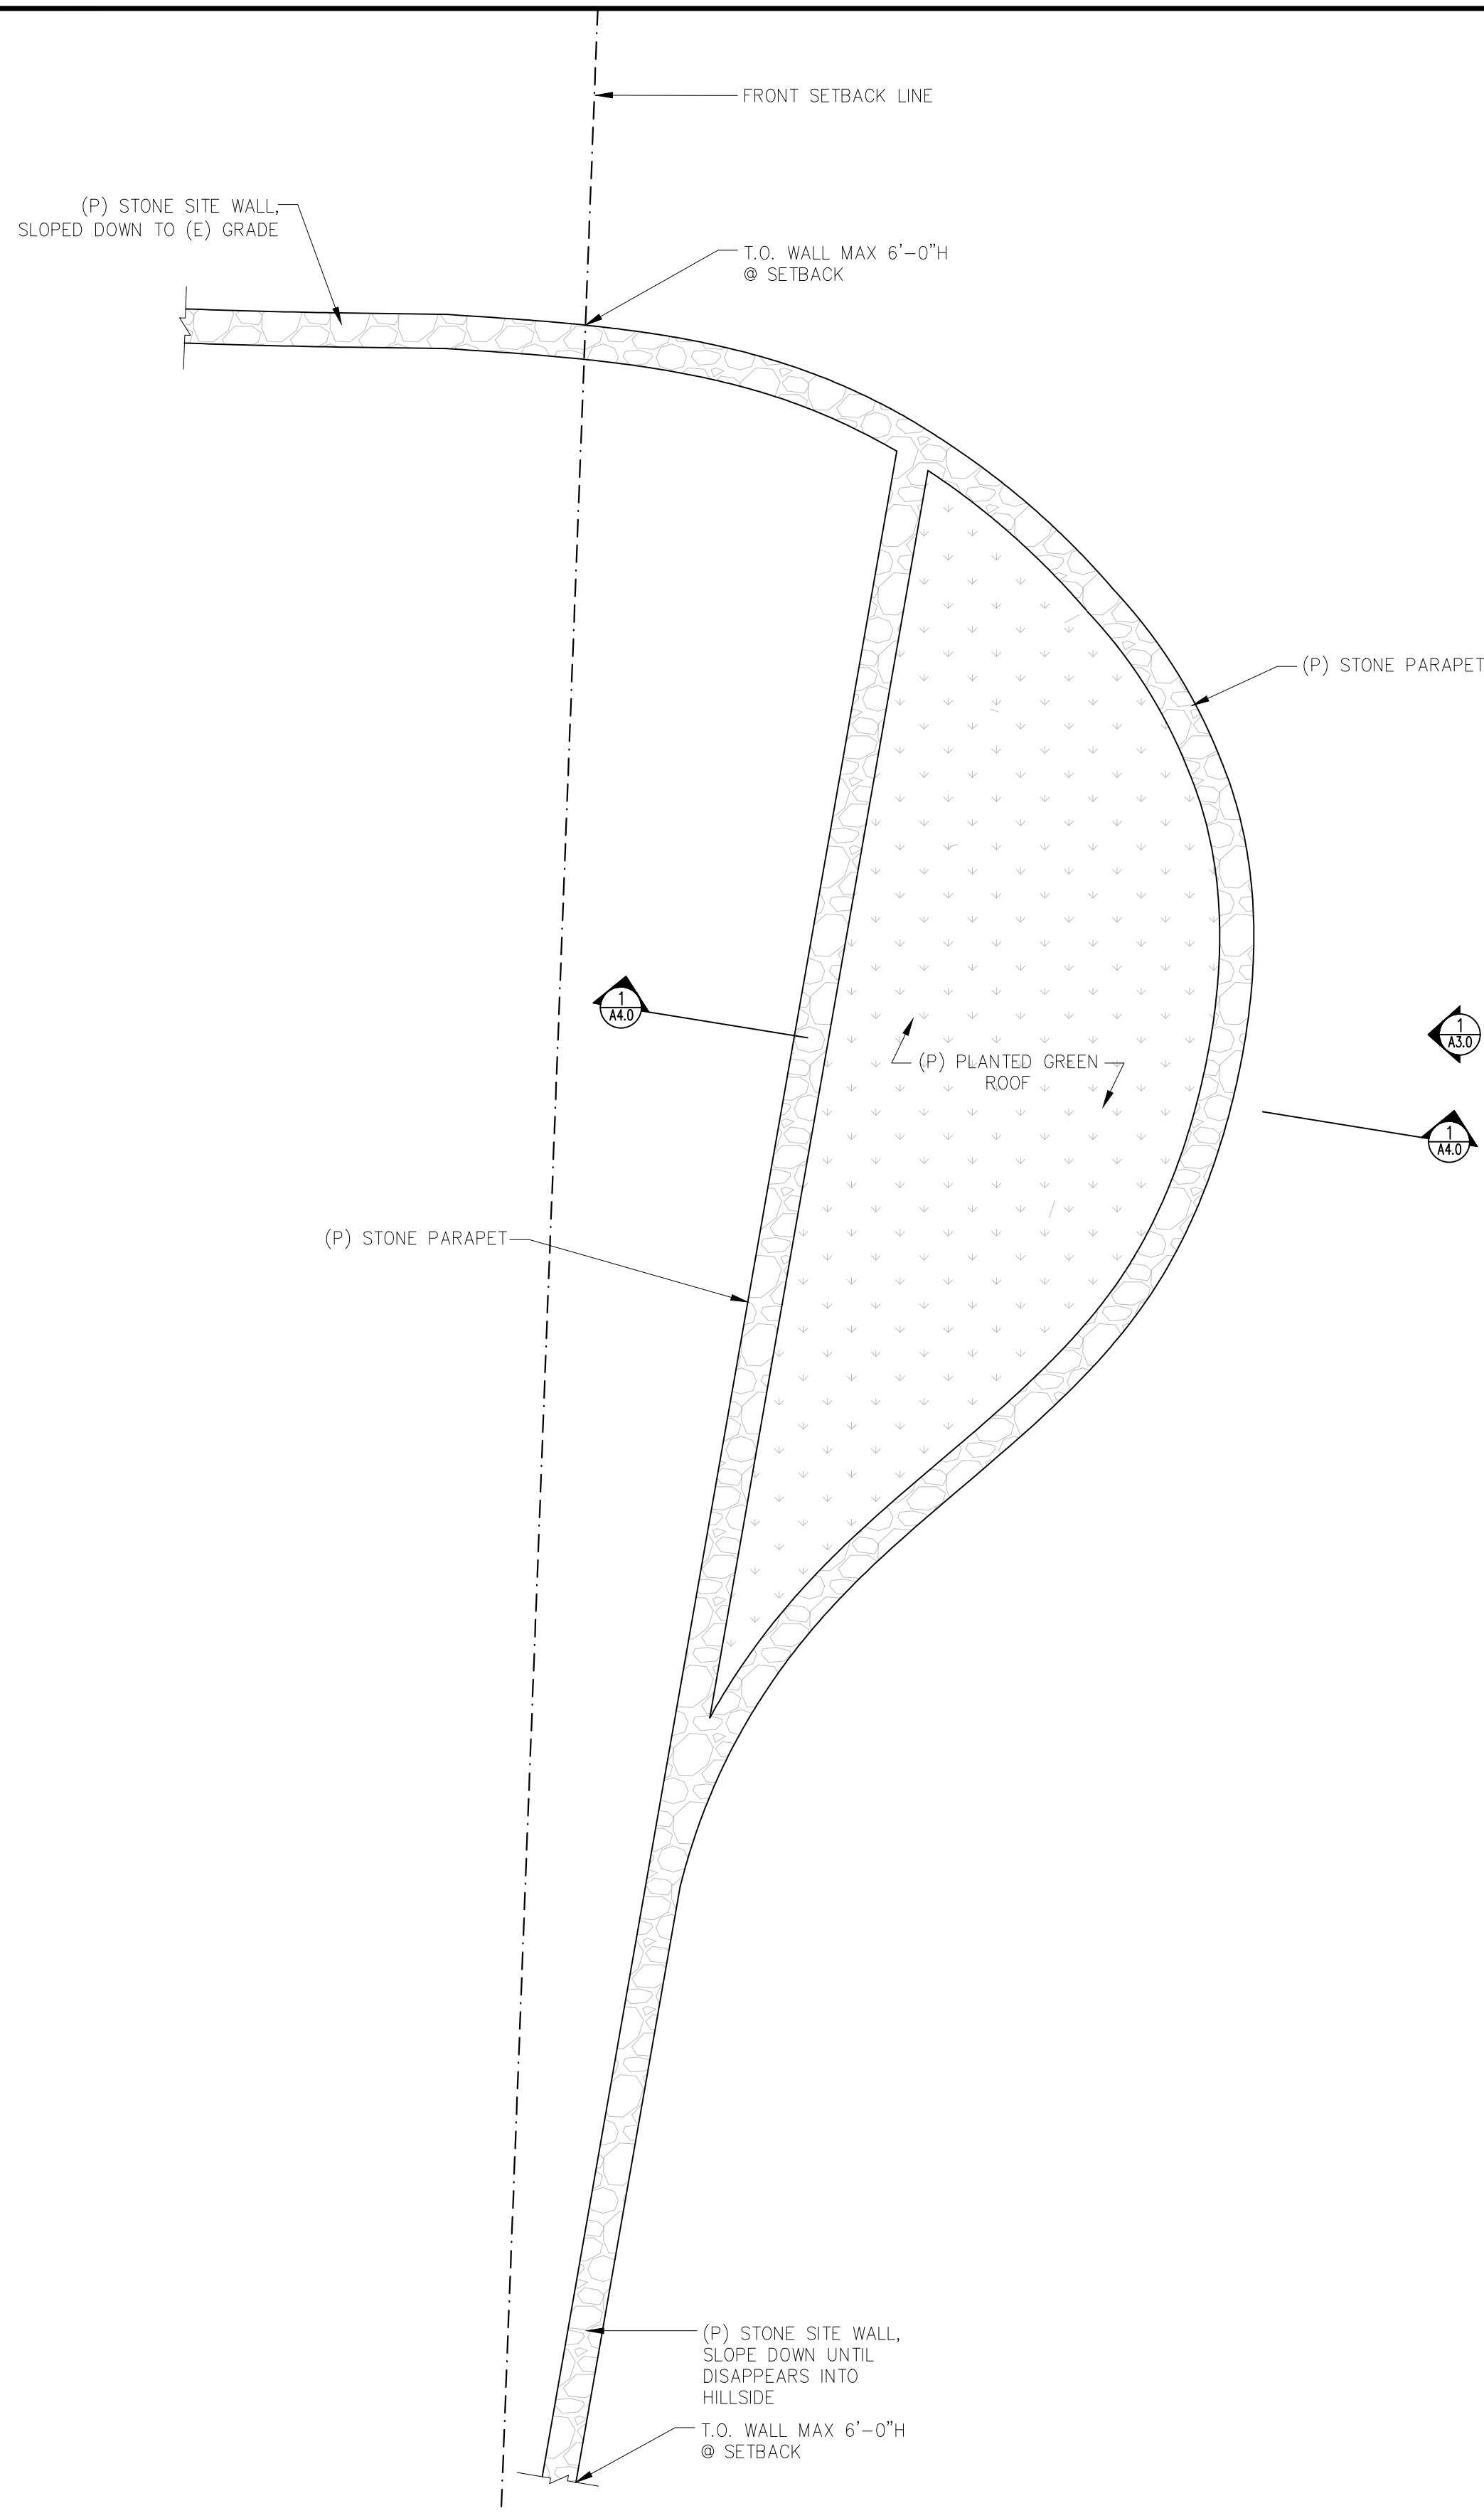 FRONT SETBACK LINE
(P) STONE SITE WALL,
SLOPED DOWN TO (E) GRADE
T.O. WALL MAX 6'-0"H
@ SETBACK
(P) STONE PARAPET
1
A4.0
1
A3.0
(P) PLANTED GREEN
ROOF
1
A4.0
(P) STONE PARAPET
(P) STONE SITE WALL,
SLOPE DOWN UNTIL
DISAPPEARS INTO
HILLSIDE
T.O. WALL MAX 6'-0"H
@ SETBACK